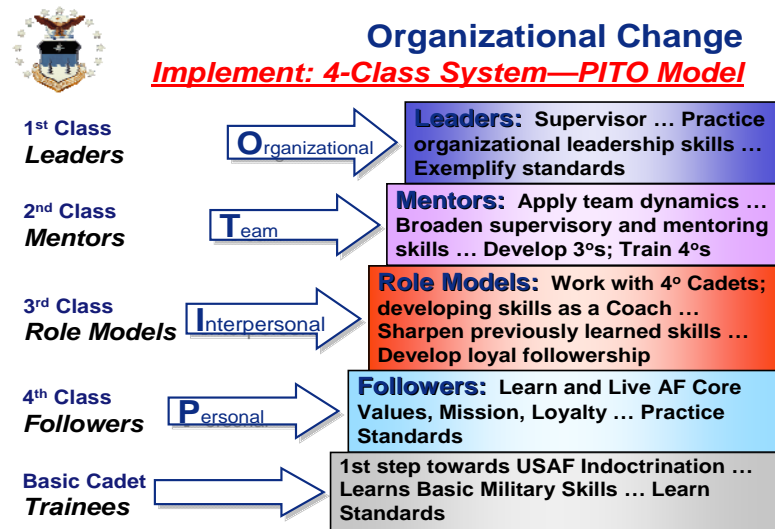 Organizational Change
Implement: 4-Class System—PITO Model
1st Class
Leaders
Organizational
Leaders: Supervisor … Practice
organizational leadership skills …
Exemplify standards
2nd Class
Mentors
Team
Mentors: Apply team dynamics …
Broaden supervisory and mentoring
skills … Develop 3°s; Train 4°s
3rd Class
Role Models
Interpersonal
Role Models: Work with 4° Cadets;
developing skills as a Coach …
Sharpen previously learned skills …
Develop loyal followership
4th Class
Followers
Personal
Followers: Learn and Live AF Core
Values, Mission, Loyalty … Practice
Standards
Basic Cadet
Trainees
1st step towards USAF Indoctrination …
Learns Basic Military Skills … Learn
Standards